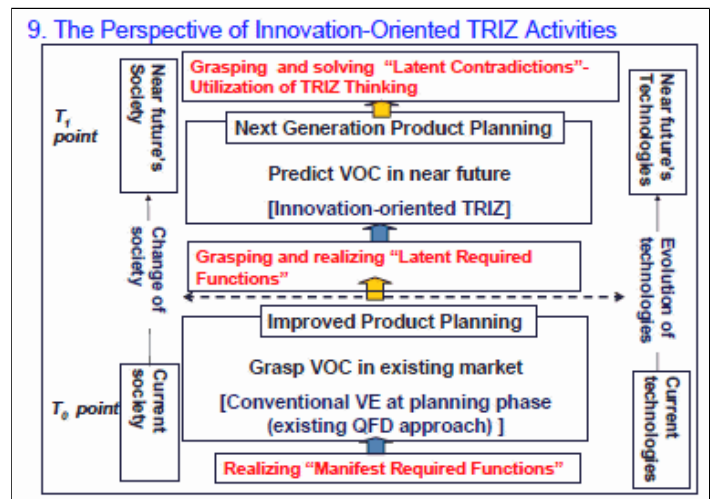 9. The Perspective of Innovation-Oriented TRIZ Activities
Grasping and solving “Latent Contradictions”-
Utilization of TRIZ Thinking
Near future's
Society
Near future's
Technologies
T1
point
Next Generation Product Planning
Predict VOC in near future
[Innovation-oriented TRIZ]
Grasping and realizing “Latent Required
Functions”
Change of
society
Evolution of
technologies
Improved Product Planning
Grasp VOC in existing market
[Conventional VE at planning phase
(existing QFD approach) ]
T0 point
Current
society
Current
technologies
Realizing “Manifest Required Functions”